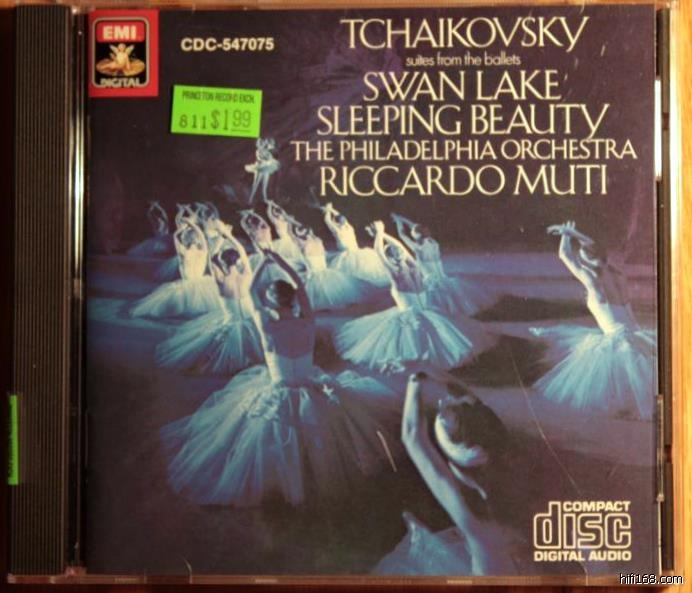 EMI
DIGITAL
CDC-547075
TCHAIKOVSKY
suites from the ballets
SWAN LAKE
SLEEPING BEAUTY
THE PHILADELPHIA ORCHESTRA
RICCARDO MUTI
PRINCETON RECORD EXCH.
811 $1.99
COMPACT
disc
DIGITAL AUDIO
hifi168.com